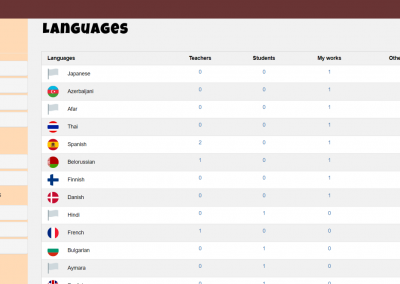 Languages
Languages Teachers Students My works Othe
Japanese 0 0 1
Azerbaijani 0 0 1
Afar 0 0 1
Thai 0 0 1
Spanish 2 0 1
Belorussian 1 0 1
Finnish 0 0 1
Danish 0 0 1
Hindi 0 1 0
French 1 0 0
Bulgarian 0 1 0
Aymara 0 1 0